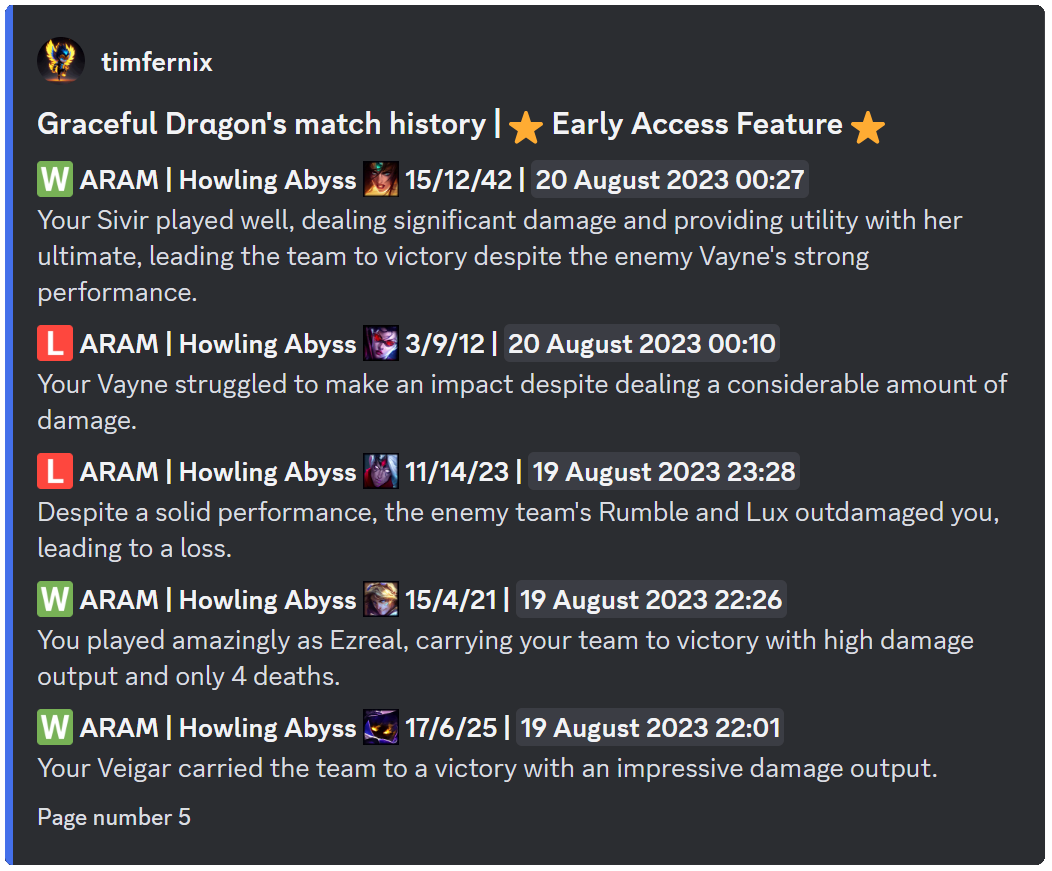 timfernix
Graceful Dragon's match history | Early Access Feature
W ARAM | Howling Abyss 15/12/42 | 20 August 2023 00:27
Your Sivir played well, dealing significant damage and providing utility with her
ultimate, leading the team to victory despite the enemy Vayne's strong
performance.
L ARAM | Howling Abyss 3/9/12 | 20 August 2023 00:10
Your Vayne struggled to make an impact despite dealing a considerable amount of
damage.
L ARAM | Howling Abyss 11/14/23 | 19 August 2023 23:28
Despite a solid performance, the enemy team's Rumble and Lux outdamaged you,
leading to a loss.
W ARAM | Howling Abyss 15/4/21 | 19 August 2023 22:26
You played amazingly as Ezreal, carrying your team to victory with high damage
output and only 4 deaths.
W ARAM | Howling Abyss 17/6/25 | 19 August 2023 22:01
Your Veigar carried the team to a victory with an impressive damage output.
Page number 5